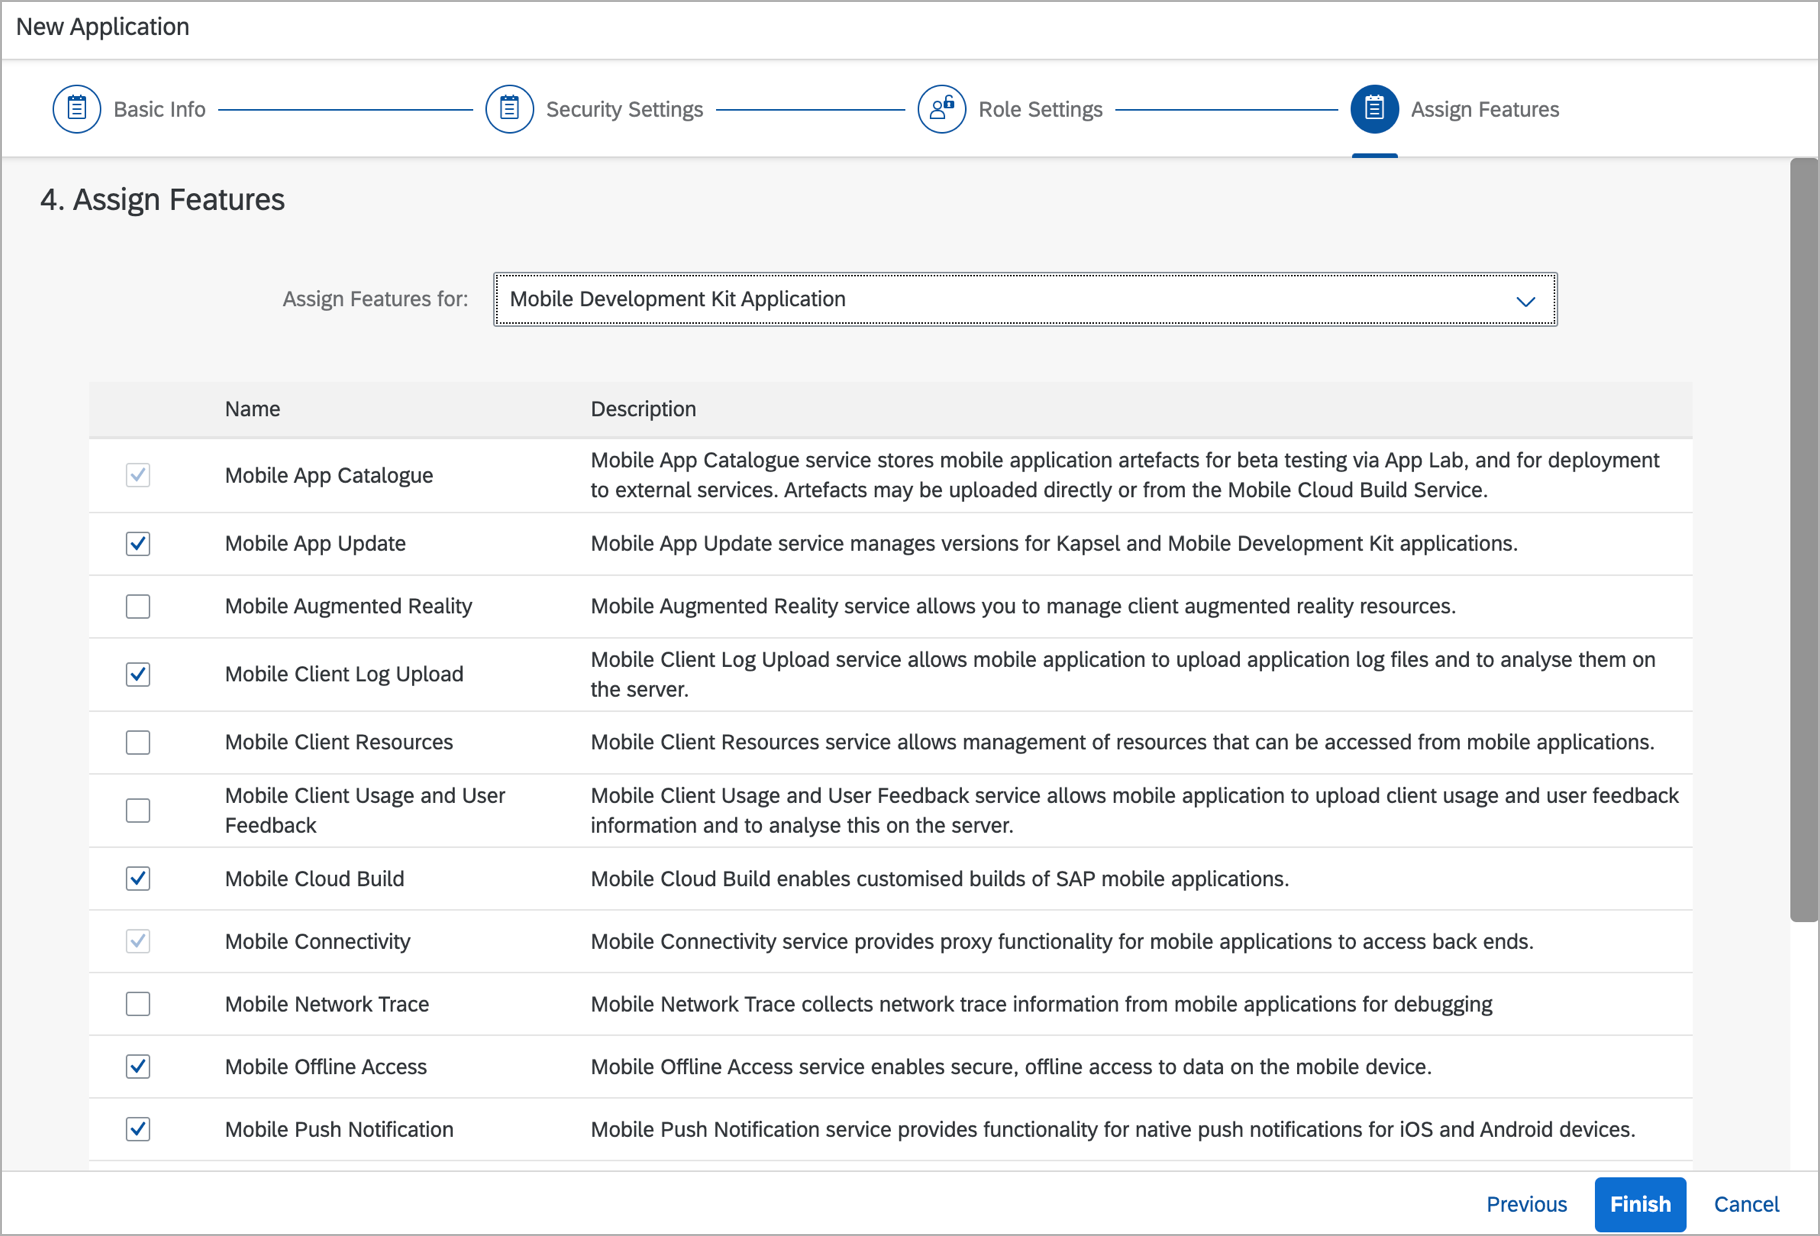 New Application
Basic Info
Security Settings
Role Settings
Assign Features
4. Assign Features
Assign Features for:
Mobile Development Kit Application
Name
Description
Mobile App Catalogue
Mobile App Catalogue service stores mobile application artefacts for beta testing via App Lab, and for deployment
to external services. Artefacts may be uploaded directly or from the Mobile Cloud Build Service.
Mobile App Update
Mobile App Update service manages versions for Kapsel and Mobile Development Kit applications.
Mobile Augmented Reality
Mobile Augmented Reality service allows you to manage client augmented reality resources.
Mobile Client Log Upload
Mobile Client Log Upload service allows mobile application to upload application log files and to analyse them on
the server.
Mobile Client Resources
Mobile Client Resources service allows management of resources that can be accessed from mobile applications.
Mobile Client Usage and User
Feedback
Mobile Client Usage and User Feedback service allows mobile application to upload client usage and user feedback
information and to analyse this on the server.
Mobile Cloud Build
Mobile Cloud Build enables customised builds of SAP mobile applications.
Mobile Connectivity
Mobile Connectivity service provides proxy functionality for mobile applications to access back ends.
Mobile Network Trace
Mobile Network Trace collects network trace information from mobile applications for debugging
Mobile Offline Access
Mobile Offline Access service enables secure, offline access to data on the mobile device.
Mobile Push Notification
Mobile Push Notification service provides functionality for native push notifications for iOS and Android devices.
Previous
Finish
Cancel